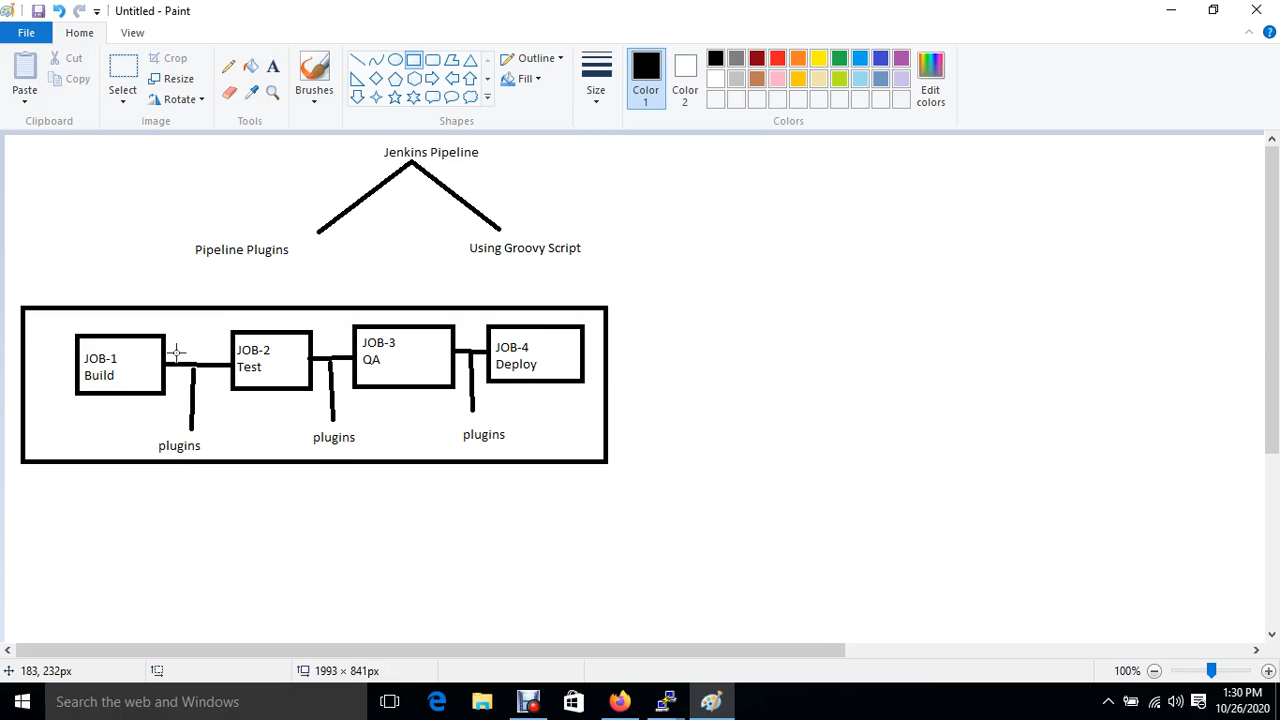 Untitled - Paint
File
Home
View
Paste
Cut
Copy
Clipboard
Select
Crop
Resize
Rotate
Image
A
Tools
Brushes
Outline
Fill
Shapes
Size
Color
1
Color
2
Edit
colors
Colors
Jenkins Pipeline
Pipeline Plugins
Using Groovy Script
JOB-1
Build
JOB-2
Test
JOB-3
QA
JOB-4
Deploy
plugins
plugins
plugins
183, 232px
1993 × 841px
100%
Search the web and Windows
1:30 PM
10/26/2020